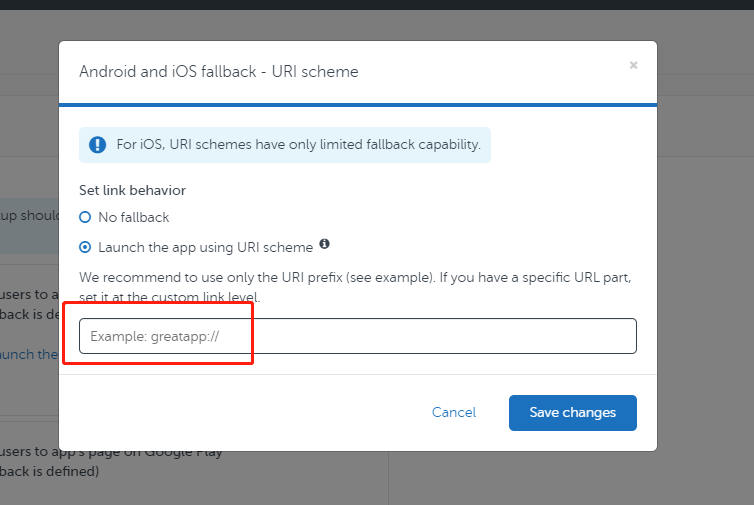 Android and iOS fallback - URI scheme
×
For iOS, URI schemes have only limited fallback capability.
Set link behavior
No fallback
Launch the app using URI scheme
We recommend to use only the URI prefix (see example). If you have a specific URL part,
set it at the custom link level.
Example: greatapp://
Cancel
Save changes
up should
users to a
back is de
unch the
users to app's page on Google Play
back is defined)